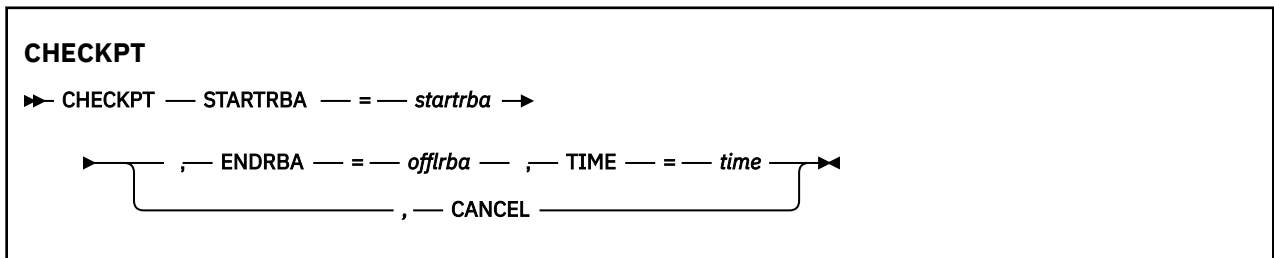 CHECKPT
CHECKPT STARTRBA = startrba
, ENDRBA = offlrba , TIME = time
, CANCEL